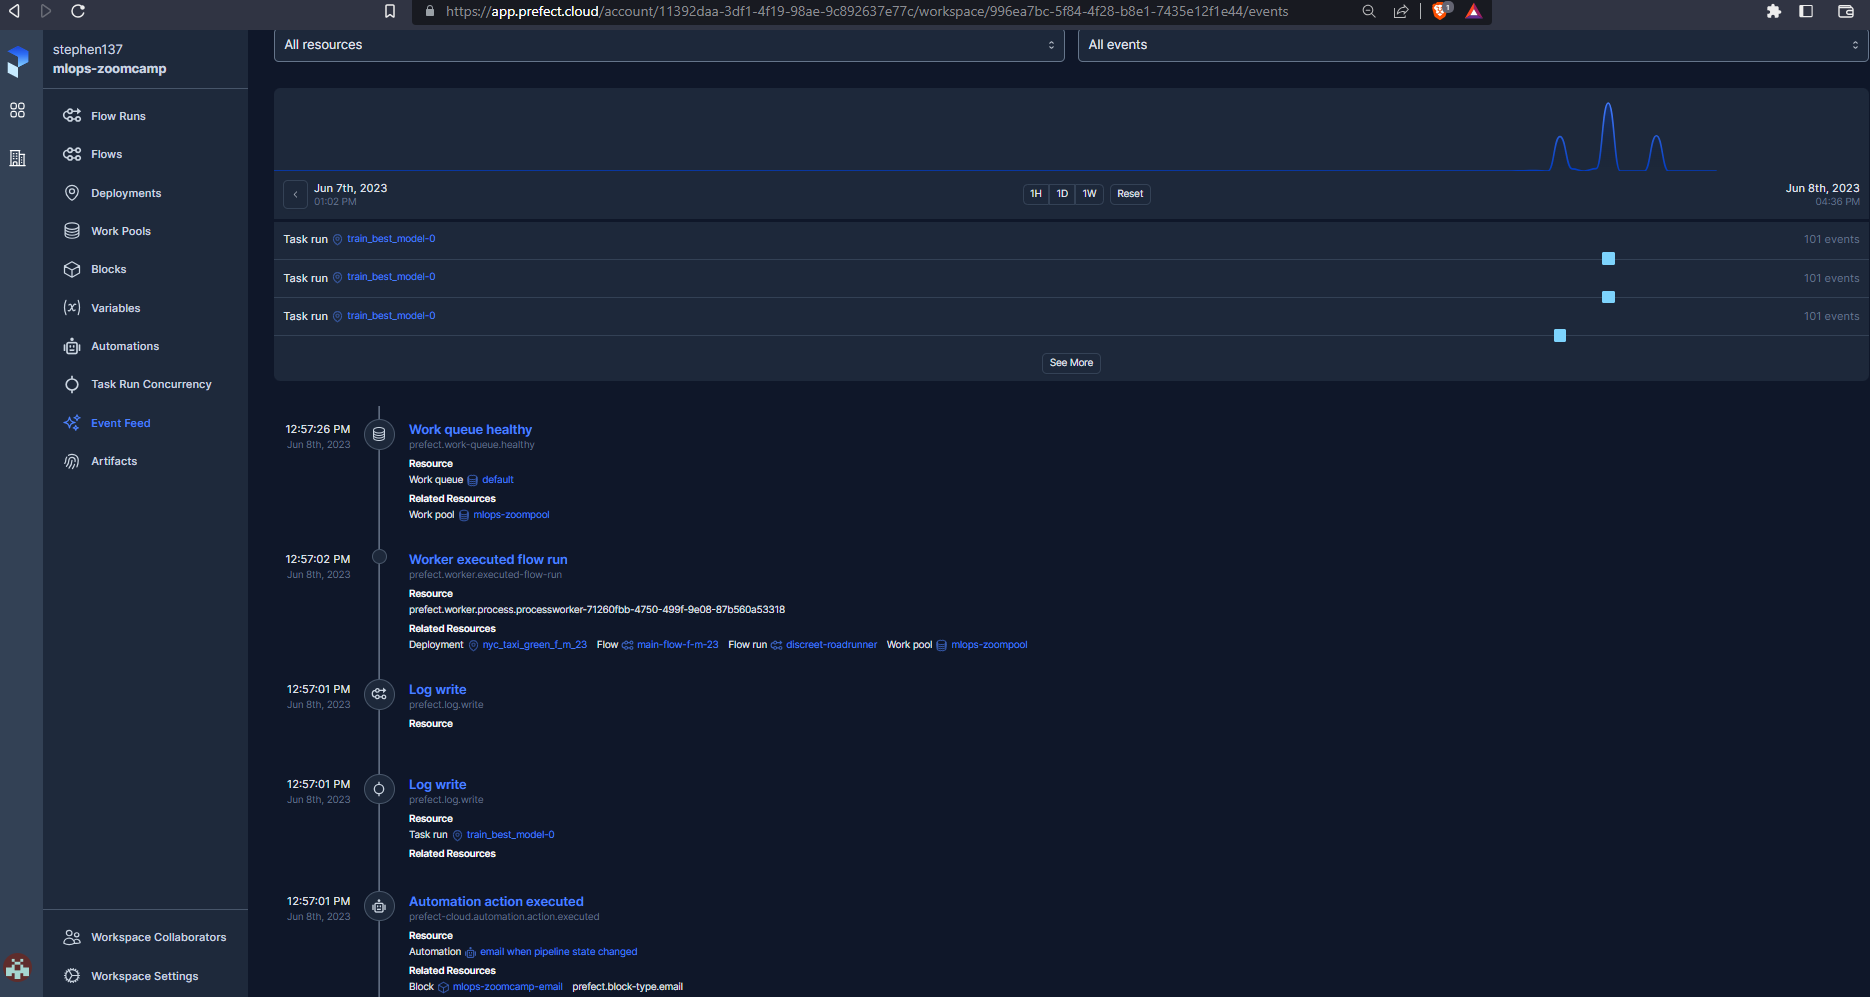 https://app.prefect.cloud/account/11392daa-3df1-4f19-98ae-9c892637e77c/workspace/996ea7bc-5f84-4f28-b8e1-7435e12f1e44/events
1
stephen137
mlops-zoomcamp
Flow Runs
Flows
Deployments
Work Pools
Blocks
Variables
Automations
Task Run Concurrency
Event Feed
Artifacts
Workspace Collaborators
Workspace Settings
All resources
All events
Jun 7th, 2023
01:02 PM
1H 1D 1W Reset
Jun 8th, 2023
04:36 PM
Task run train_best_model-0 101 events
Task run train_best_model-0 101 events
Task run train_best_model-0 101 events
See More
12:57:26 PM
Jun 8th, 2023
Work queue healthy
prefect.work-queue.healthy
Resource
Work queue default
Related Resources
Work pool mlops-zoompool
12:57:02 PM
Jun 8th, 2023
Worker executed flow run
prefect.worker.executed-flow-run
Resource
prefect.worker.process.processworker-71260fbb-4750-499f-9e08-87b560a53318
Related Resources
Deployment nyc_taxi_green_f_m_23 Flow main-flow-f-m-23 Flow run discreet-roadrunner Work pool mlops-zoompool
12:57:01 PM
Jun 8th, 2023
Log write
prefect.log.write
Resource
12:57:01 PM
Jun 8th, 2023
Log write
prefect.log.write
Resource
Task run train_best_model-0
Related Resources
12:57:01 PM
Jun 8th, 2023
Automation action executed
prefect-cloud.automation.action.executed
Resource
Automation email when pipeline state changed
Related Resources
Block mlops-zoomcamp-email prefect.block-type.email